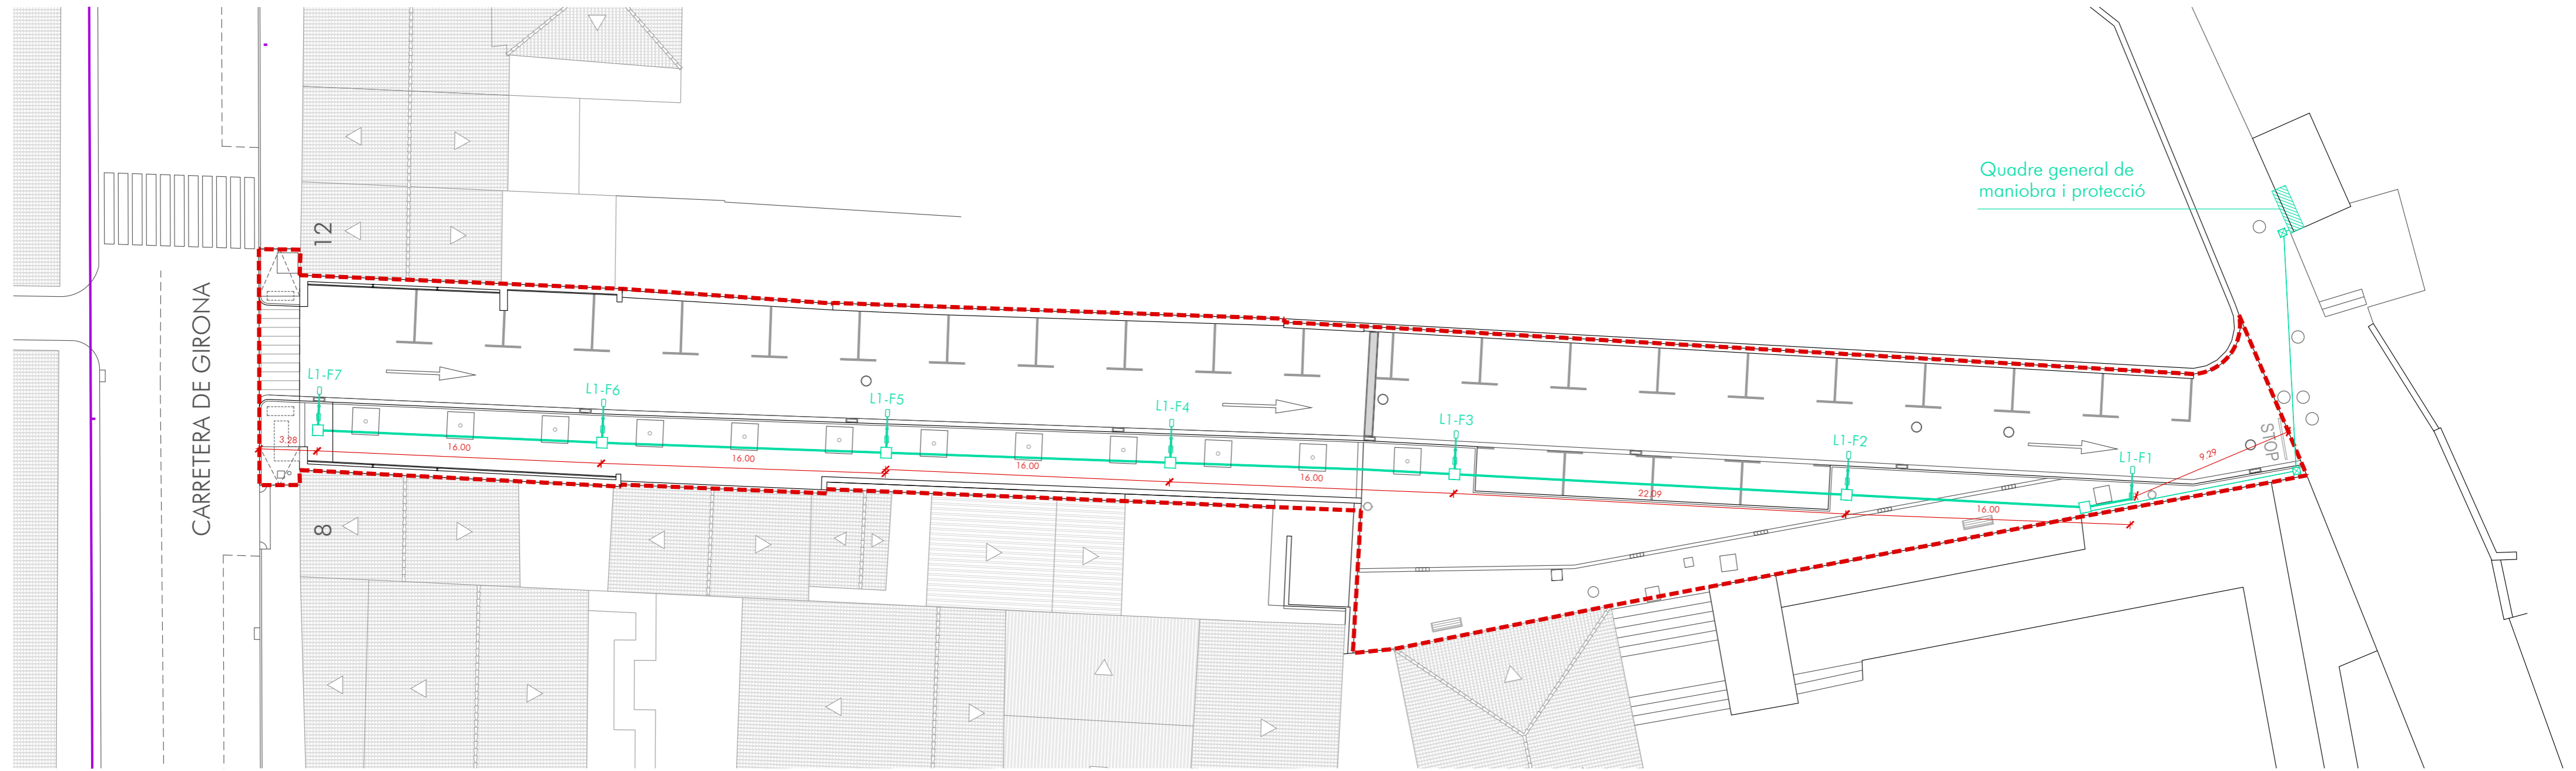 Quadre general de
maniobra i protecció
12
CARRETERA DE GIRONA
8
L1-F7
L1-F6
L1-F5
L1-F4
L1-F3
L1-F2
L1-F1
STOP
3.28
16.00
16.00
16.00
16.00
22.09
16.00
9.29